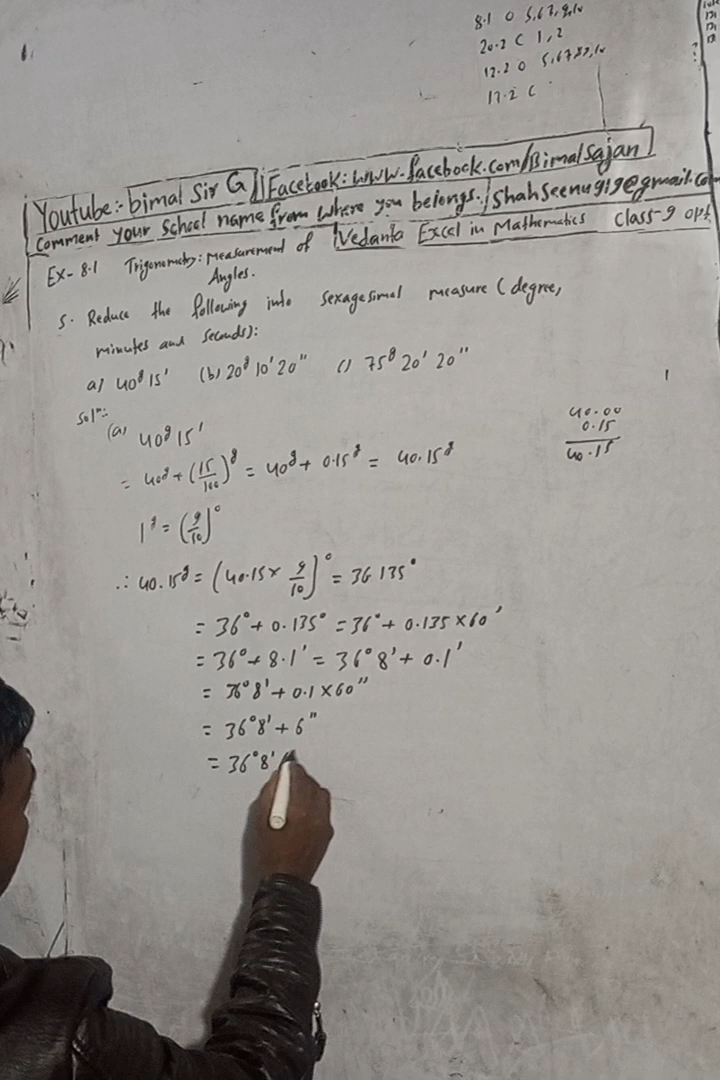 8.1 0 5,6,7,9,10
20.2 C 1,2
12.2 0
17.2 C
Youtube:- bimal Sir G || Facebook: www.facebook.com/Bimalsajan
Comment your School name from where you belongs. / Shahseenu919@gmail.com
Ex- 8.1 Trigonometry: Measurement of Angles. Vedanta Excel in Mathematics Class-9 opt
5. Reduce the following into sexagesimal measure (degree,
minutes and seconds):
a) 40g 15' (b) 20g 10' 20" c) 75g 20' 20"
Soln:
(a) 40g 15'
= 40g + (15/100)g = 40g + 0.15g = 40.15g
40.00
0.15
40.15
1g = (9/10)°
∴ 40.15g = (40.15 × 9/10)° = 36.135°
= 36° + 0.135° = 36° + 0.135 × 60'
= 36° + 8.1' = 36° 8' + 0.1'
= 36° 8' + 0.1 × 60"
= 36° 8' + 6"
= 36° 8'